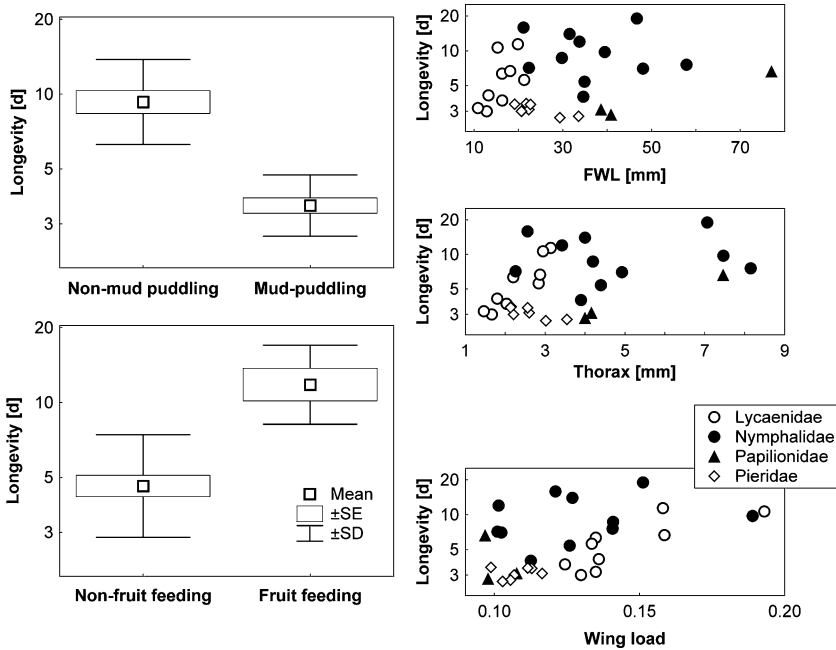 20
10
5
3
Longevity [d]
Non-mud puddling Mud-puddling
20
10
5
3
Longevity [d]
Mean
±SE
±SD
Non-fruit feeding Fruit feeding
20
10
5
3
Longevity [d]
10 30 50 70
FWL [mm]
20
10
5
3
Longevity [d]
1 3 5 7 9
Thorax [mm]
Lycaenidae
Nymphalidae
Papilionidae
Pieridae
20
10
5
3
Longevity [d]
0.10 0.15 0.20
Wing load